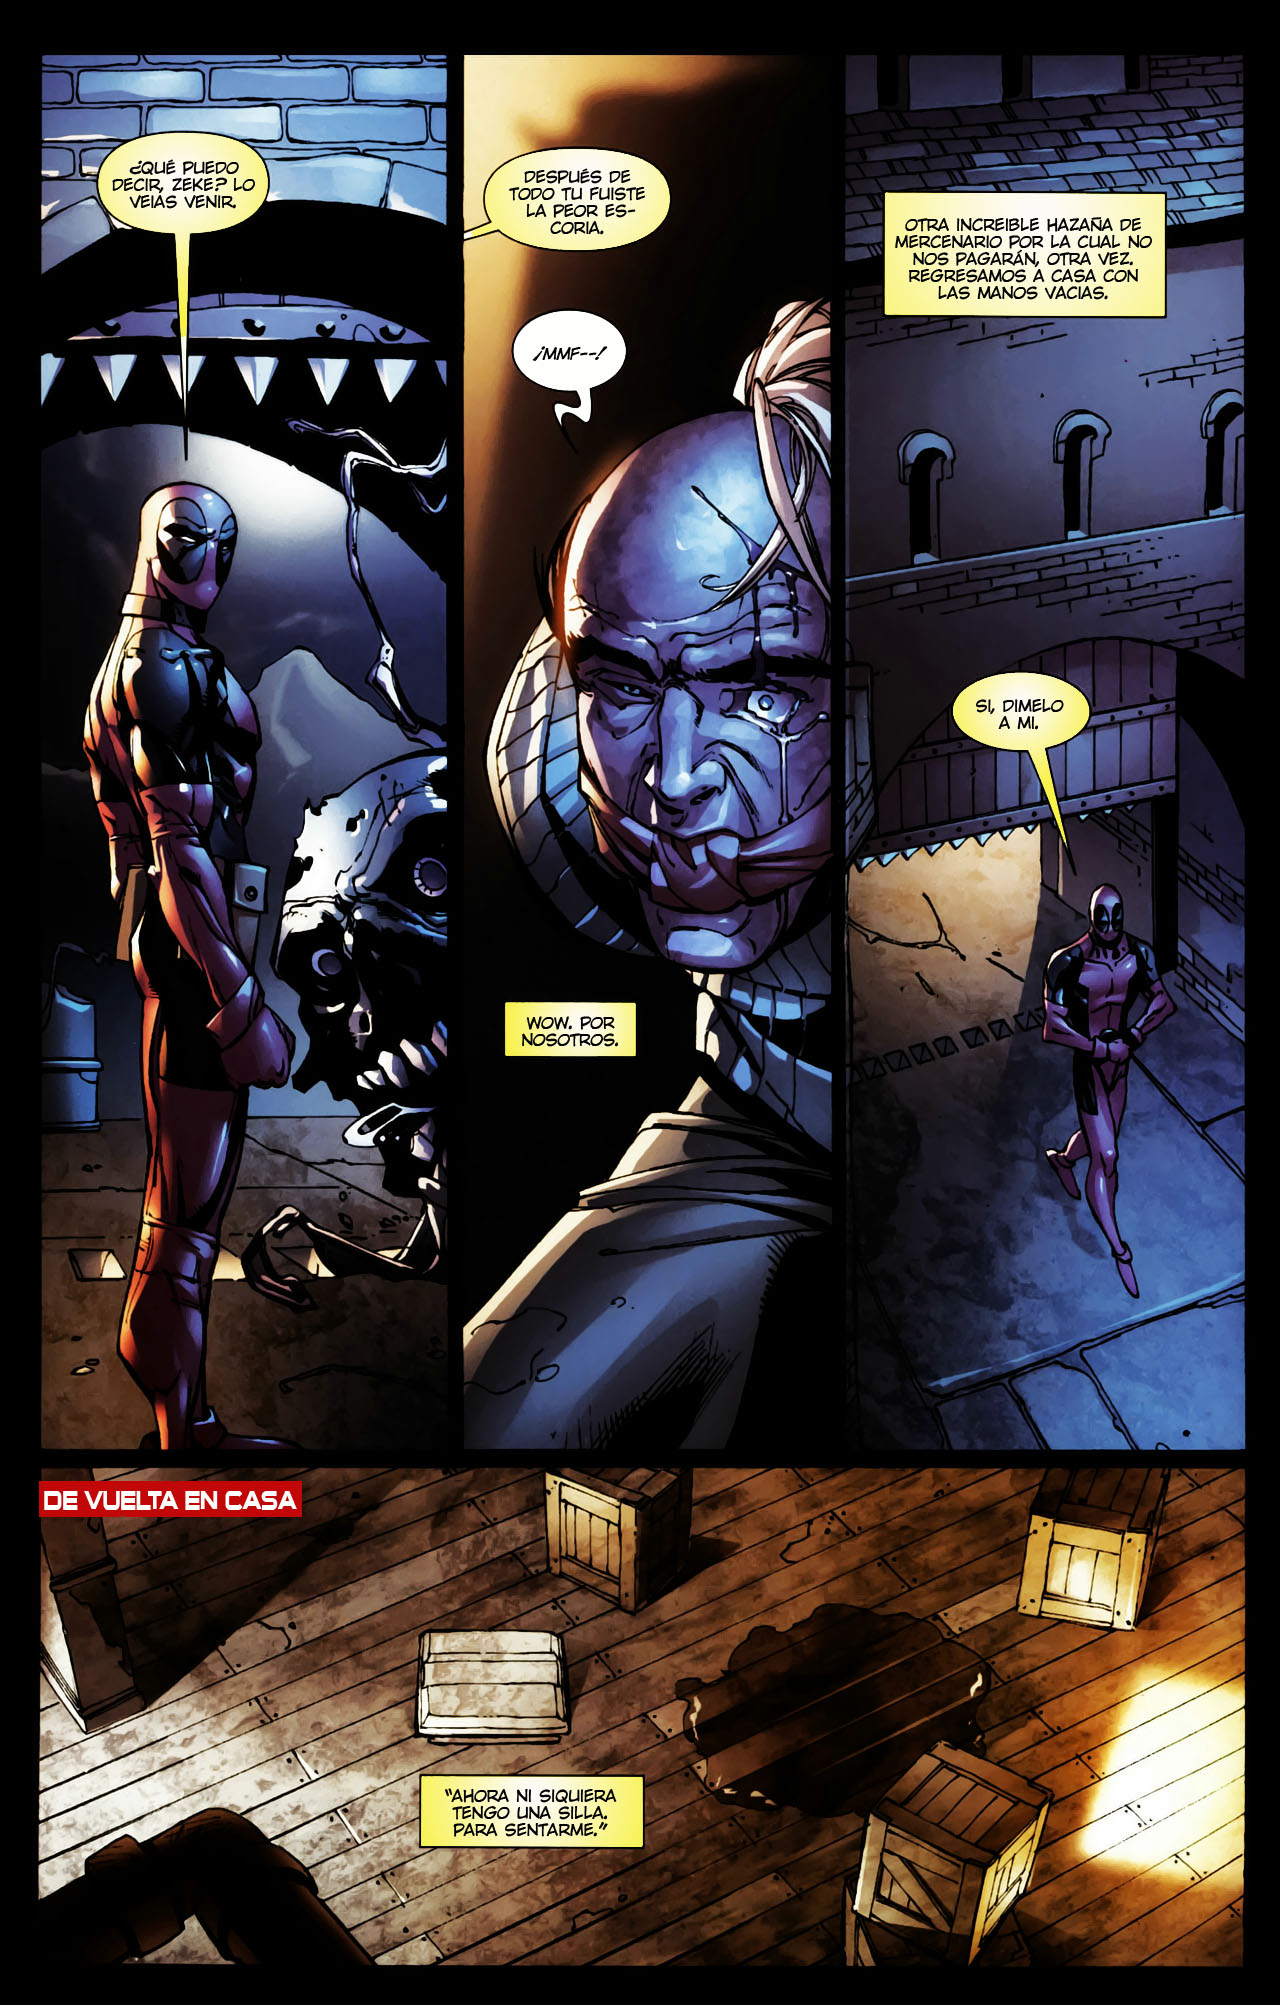 ¿QUÉ PUEDO
DECIR, ZEKE? LO
VEIAS VENIR.
DESPUÉS DE
TODO TU FUISTE
LA PEOR ES-
CORIA.
¡MMF--!
WOW. POR
NOSOTROS.
OTRA INCREIBLE HAZAÑA DE
MERCENARIO POR LA CUAL NO
NOS PAGARÁN, OTRA VEZ.
REGRESAMOS A CASA CON
LAS MANOS VACIAS.
SI, DIMELO
A MI.
DE VUELTA EN CASA
"AHORA NI SIQUIERA
TENGO UNA SILLA.
PARA SENTARME."